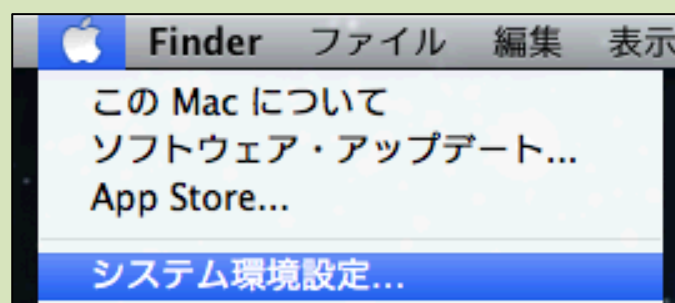 Finder ファイル 編集 表示
この Mac について
ソフトウェア・アップデート...
App Store...
システム環境設定...